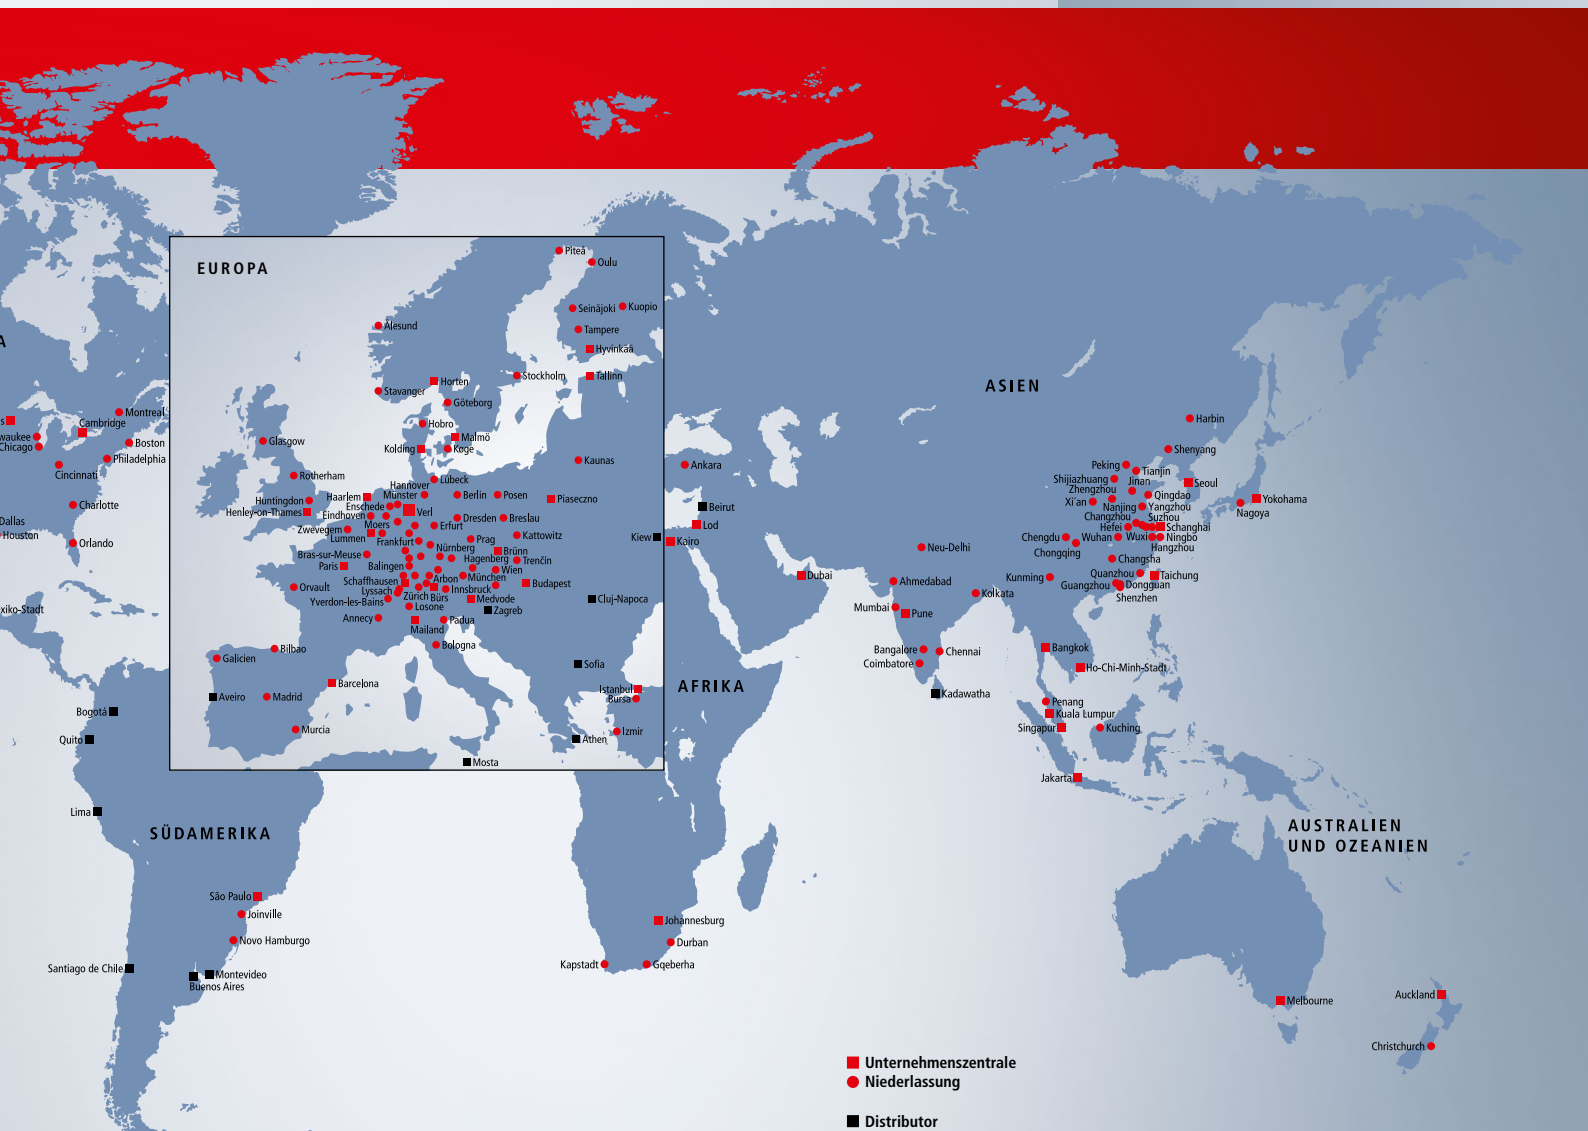 EUROPA
Piteå
Oulu
Seinäjoki
Kuopio
Ålesund
Tampere
Hyvinkää
Stockholm
Tallinn
Horten
Stavanger
Göteborg
Hobro
Malmö
Kolding
Køge
Glasgow
Kaunas
Rotherham
Lübeck
Hannover
Münster
Berlin
Posen
Piaseczno
Haarlem
Huntingdon
Henley-on-Thames
Enschede
Eindhoven
Verl
Moers
Erfurt
Dresden
Breslau
Zwevegem
Lummen
Frankfurt
Prag
Kattowitz
Nürnberg
Brünn
Bras-sur-Meuse
Hagenberg
Trenčín
Paris
Balingen
Wien
Schaffhausen
Arbon
München
Budapest
Orvault
Lyssach
Zürich
Bürs
Innsbruck
Medvode
Yverdon-les-Bains
Losone
Zagreb
Cluj-Napoca
Annecy
Mailand
Padua
Bologna
Bilbao
Galicien
Sofia
Barcelona
Istanbul
Bursa
Aveiro
Madrid
Murcia
Izmir
Athen
Mosta
Kiew
A
Montreal
Cambridge
s
waukee
Chicago
Boston
Philadelphia
Cincinnati
Charlotte
Dallas
Houston
Orlando
xiko-Stadt
Bogotá
Quito
Lima
SÜDAMERIKA
São Paulo
Joinville
Novo Hamburgo
Santiago de Chile
Montevideo
Buenos Aires
AFRIKA
Kairo
Johannesburg
Durban
Kapstadt
Gqeberha
ASIEN
Ankara
Beirut
Lod
Dubai
Harbin
Shenyang
Peking
Tianjin
Shijiazhuang
Jinan
Seoul
Zhengzhou
Qingdao
Xi'an
Nanjing
Yangzhou
Yokohama
Nagoya
Changzhou
Suzhou
Hefei
Schanghai
Chengdu
Wuhan
Wuxi
Ningbo
Neu-Delhi
Chongqing
Hangzhou
Changsha
Ahmedabad
Kunming
Quanzhou
Taichung
Guangzhou
Dongguan
Kolkata
Shenzhen
Mumbai
Pune
Bangalore
Chennai
Bangkok
Coimbatore
Ho-Chi-Minh-Stadt
Kadawatha
Penang
Kuala Lumpur
Singapur
Kuching
Jakarta
AUSTRALIEN
UND OZEANIEN
Melbourne
Auckland
Christchurch
Unternehmenszentrale
Niederlassung
Distributor